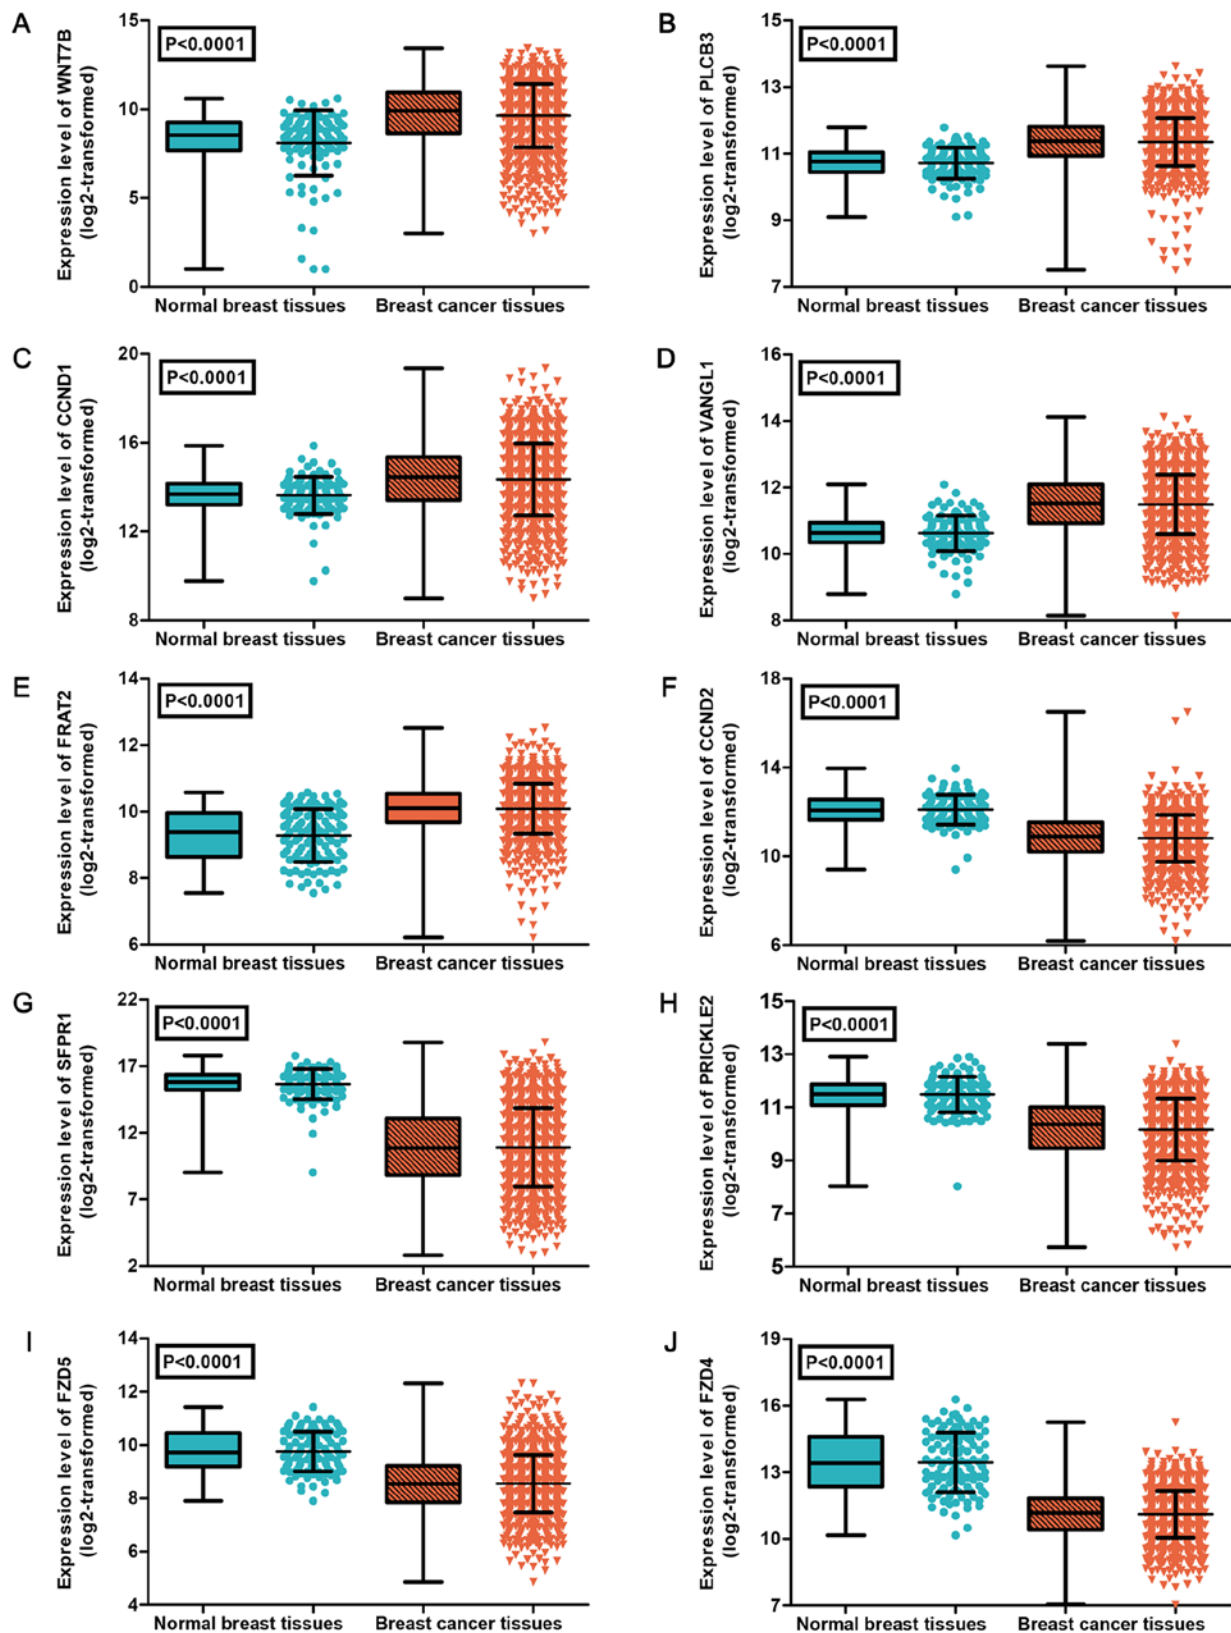 A
Expression level of WNT7B
(log2-transformed)
15
10
5
0
P<0.0001
Normal breast tissues
Breast cancer tissues
B
Expression level of PLCB3
(log2-transformed)
15
13
11
9
7
P<0.0001
Normal breast tissues
Breast cancer tissues
C
Expression level of CCND1
(log2-transformed)
20
16
12
8
P<0.0001
Normal breast tissues
Breast cancer tissues
D
Expression level of VANGL1
(log2-transformed)
16
14
12
10
8
P<0.0001
Normal breast tissues
Breast cancer tissues
E
Expression level of FRAT2
(log2-transformed)
14
12
10
8
6
P<0.0001
Normal breast tissues
Breast cancer tissues
F
Expression level of CCND2
(log2-transformed)
18
14
10
6
P<0.0001
Normal breast tissues
Breast cancer tissues
G
Expression level of SFPR1
(log2-transformed)
22
17
12
7
2
P<0.0001
Normal breast tissues
Breast cancer tissues
H
Expression level of PRICKLE2
(log2-transformed)
15
13
11
9
7
5
P<0.0001
Normal breast tissues
Breast cancer tissues
I
Expression level of FZD5
(log2-transformed)
14
12
10
8
6
4
P<0.0001
Normal breast tissues
Breast cancer tissues
J
Expression level of FZD4
(log2-transformed)
19
16
13
10
7
P<0.0001
Normal breast tissues
Breast cancer tissues